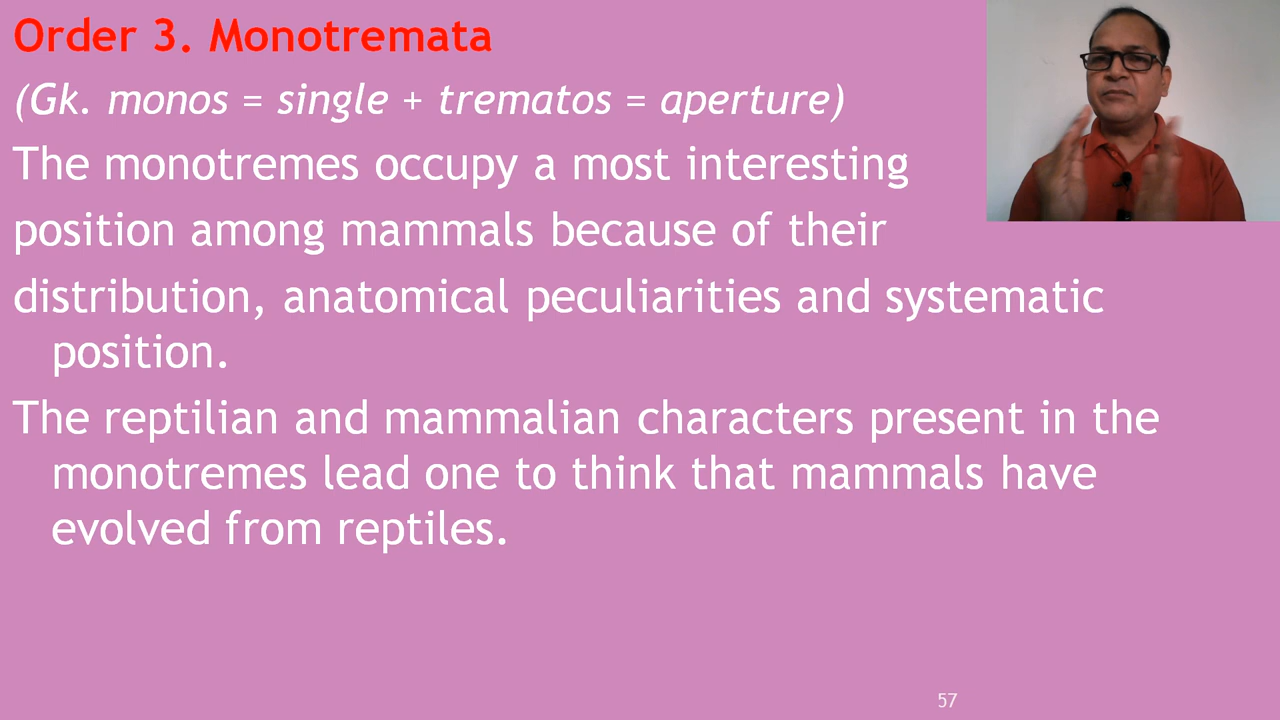 Order 3. Monotremata
(Gk. monos = single + trematos = aperture)
The monotremes occupy a most interesting
position among mammals because of their
distribution, anatomical peculiarities and systematic
position.
The reptilian and mammalian characters present in the
monotremes lead one to think that mammals have
evolved from reptiles.
57